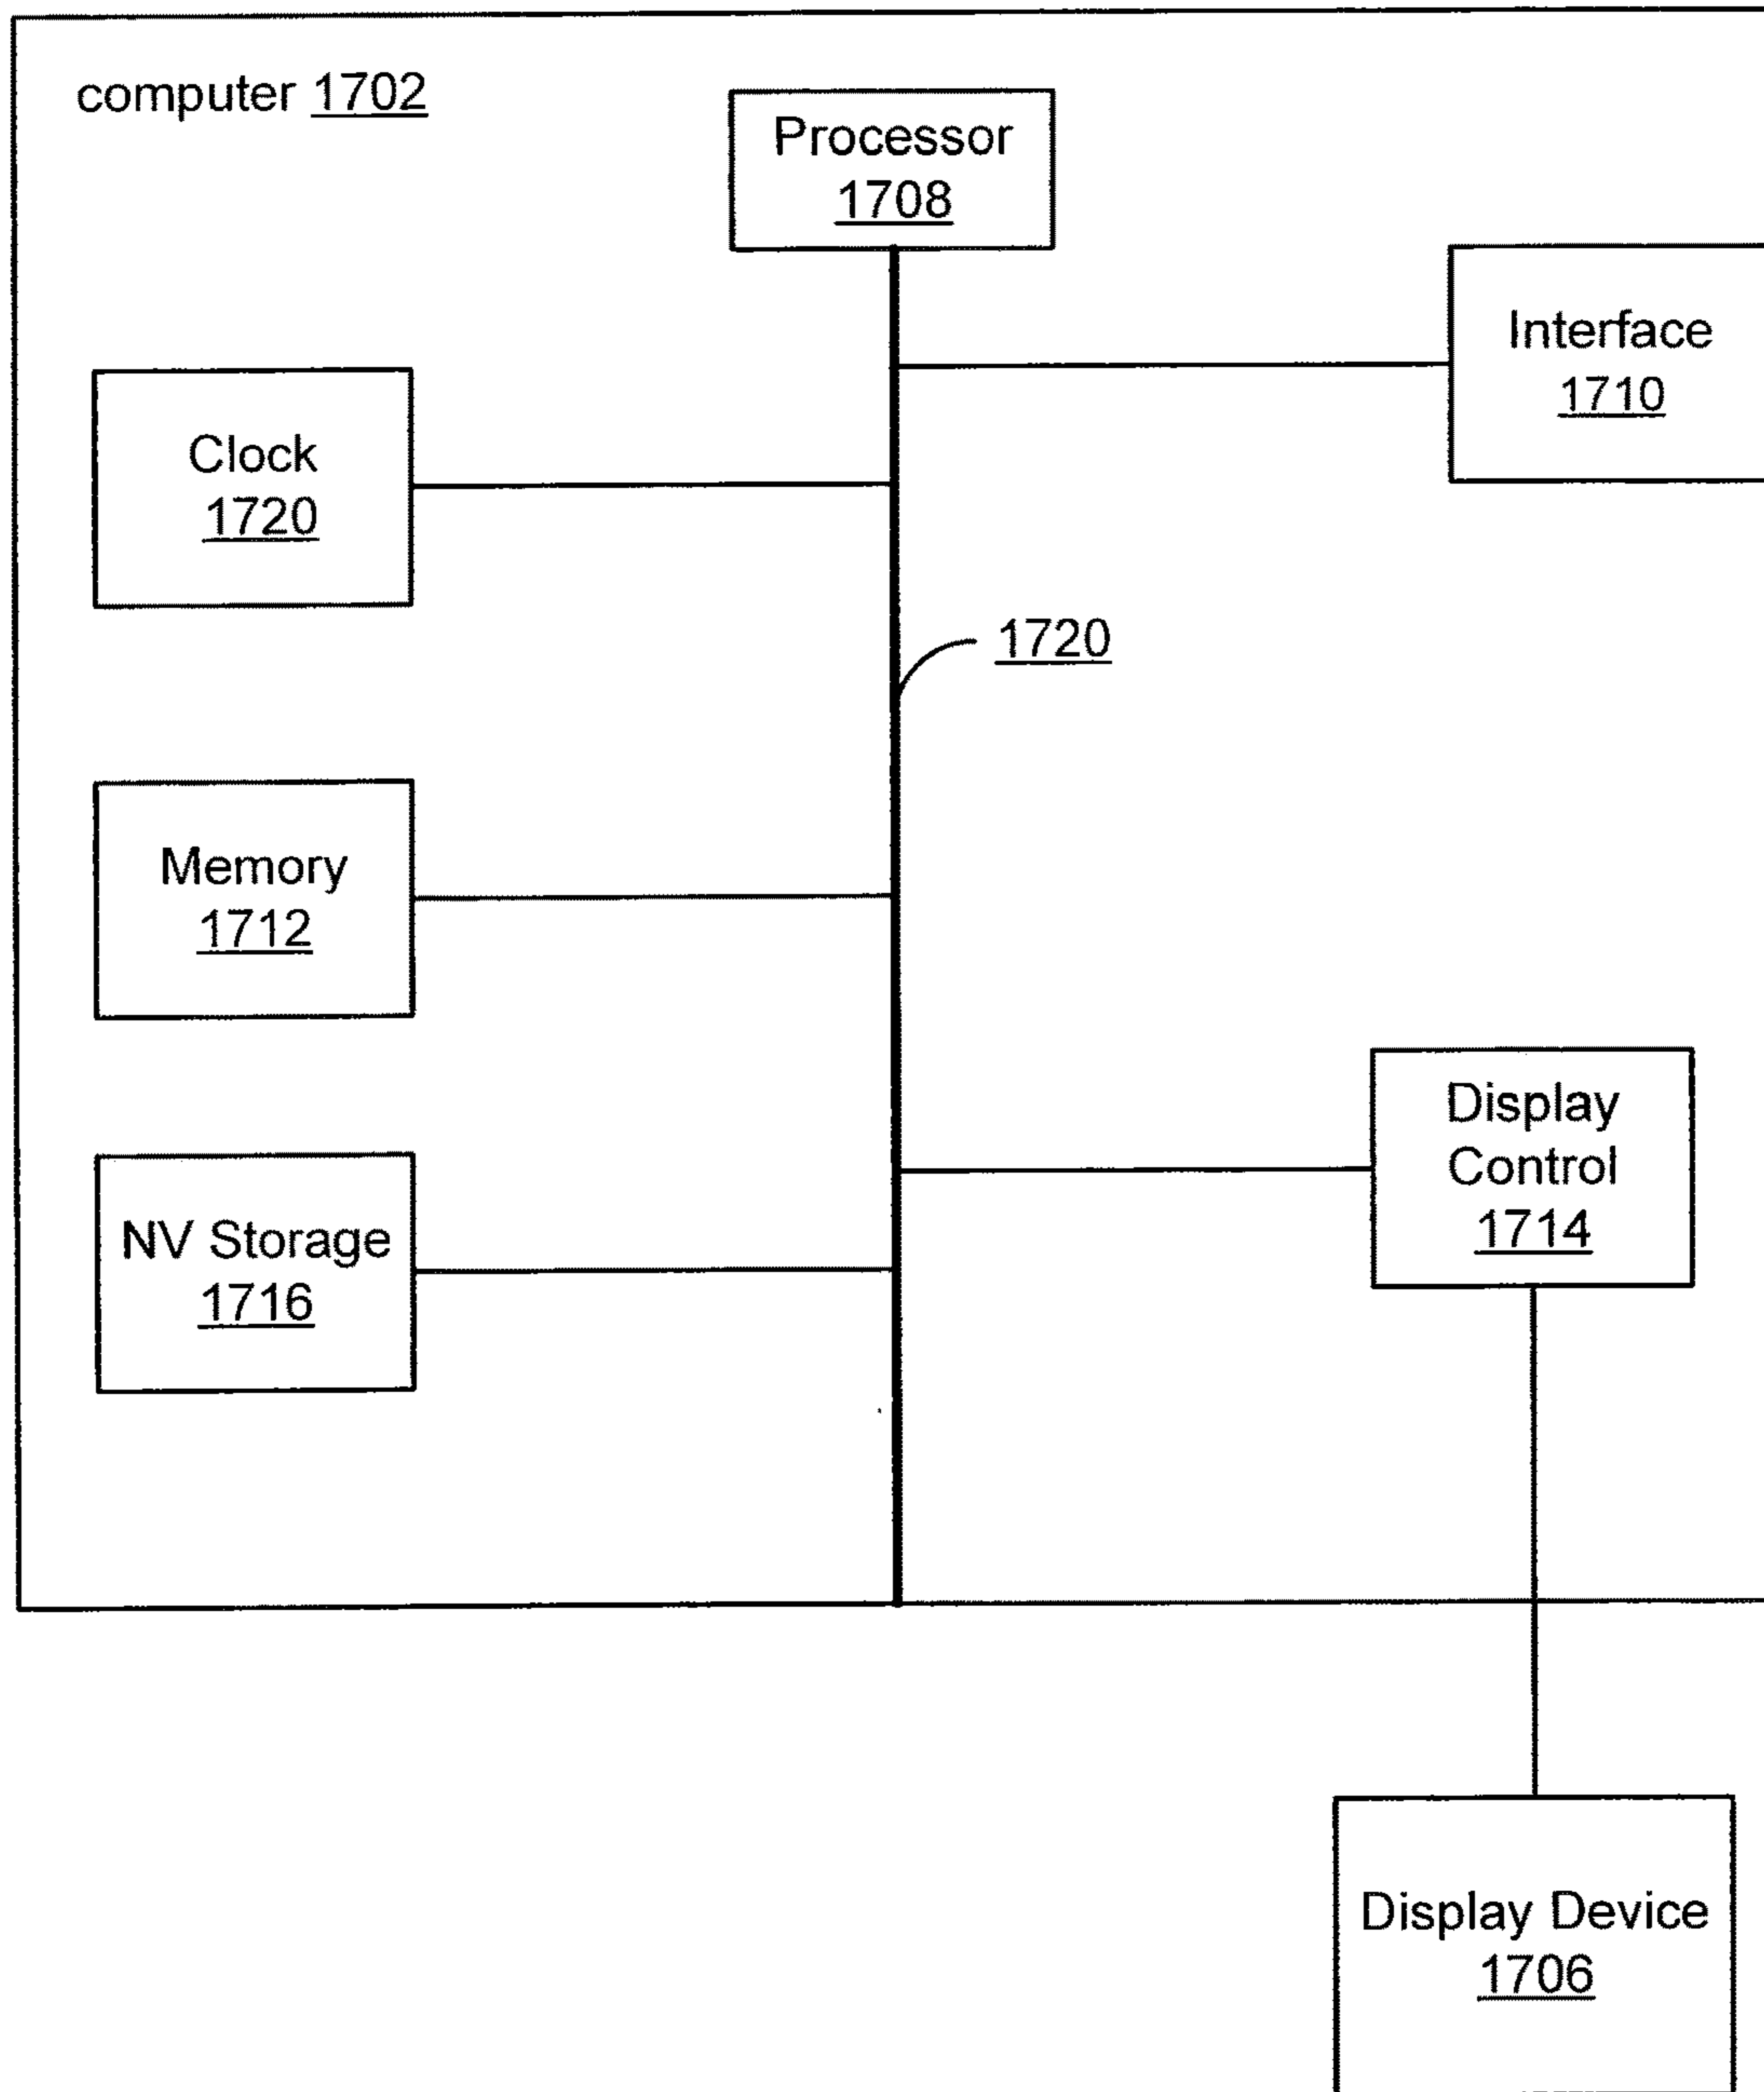 computer 1702
Processor
1708
Interface
1710
Clock
1720
1720
Memory
1712
Display
Control
1714
NV Storage
1716
Display Device
1706